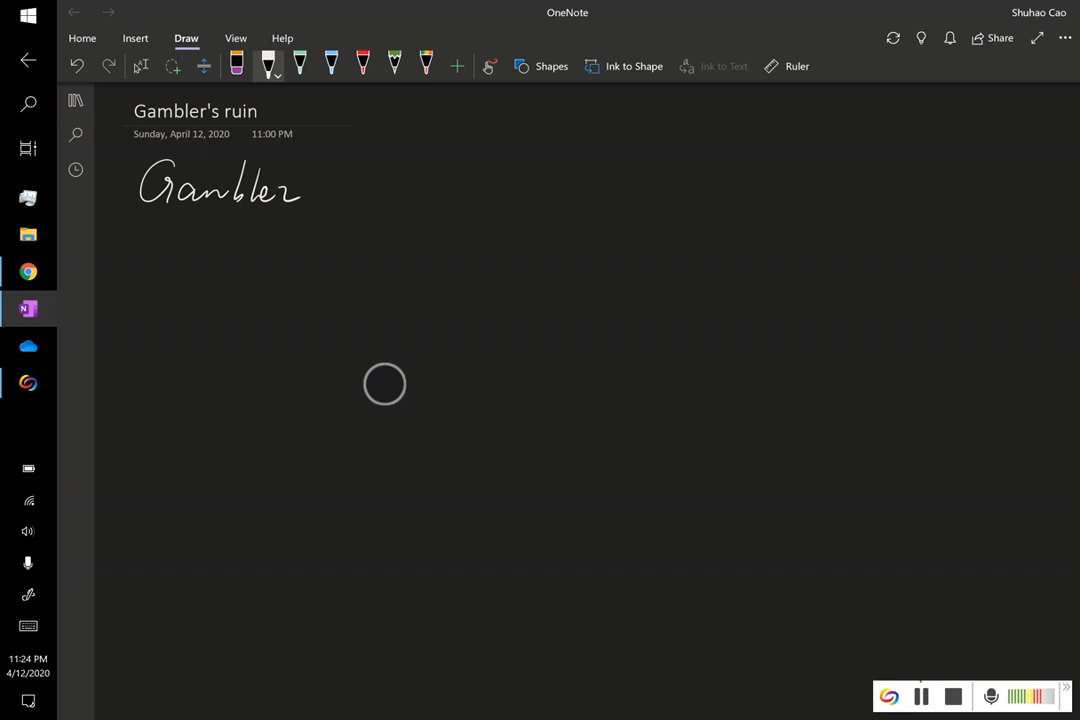 OneNote
Shuhao Cao
Home
Insert
Draw
View
Help
Share
Shapes
Ink to Shape
Ink to Text
Ruler
Gambler's ruin
Sunday, April 12, 2020
11:00 PM
Gambler
11:24 PM
4/12/2020